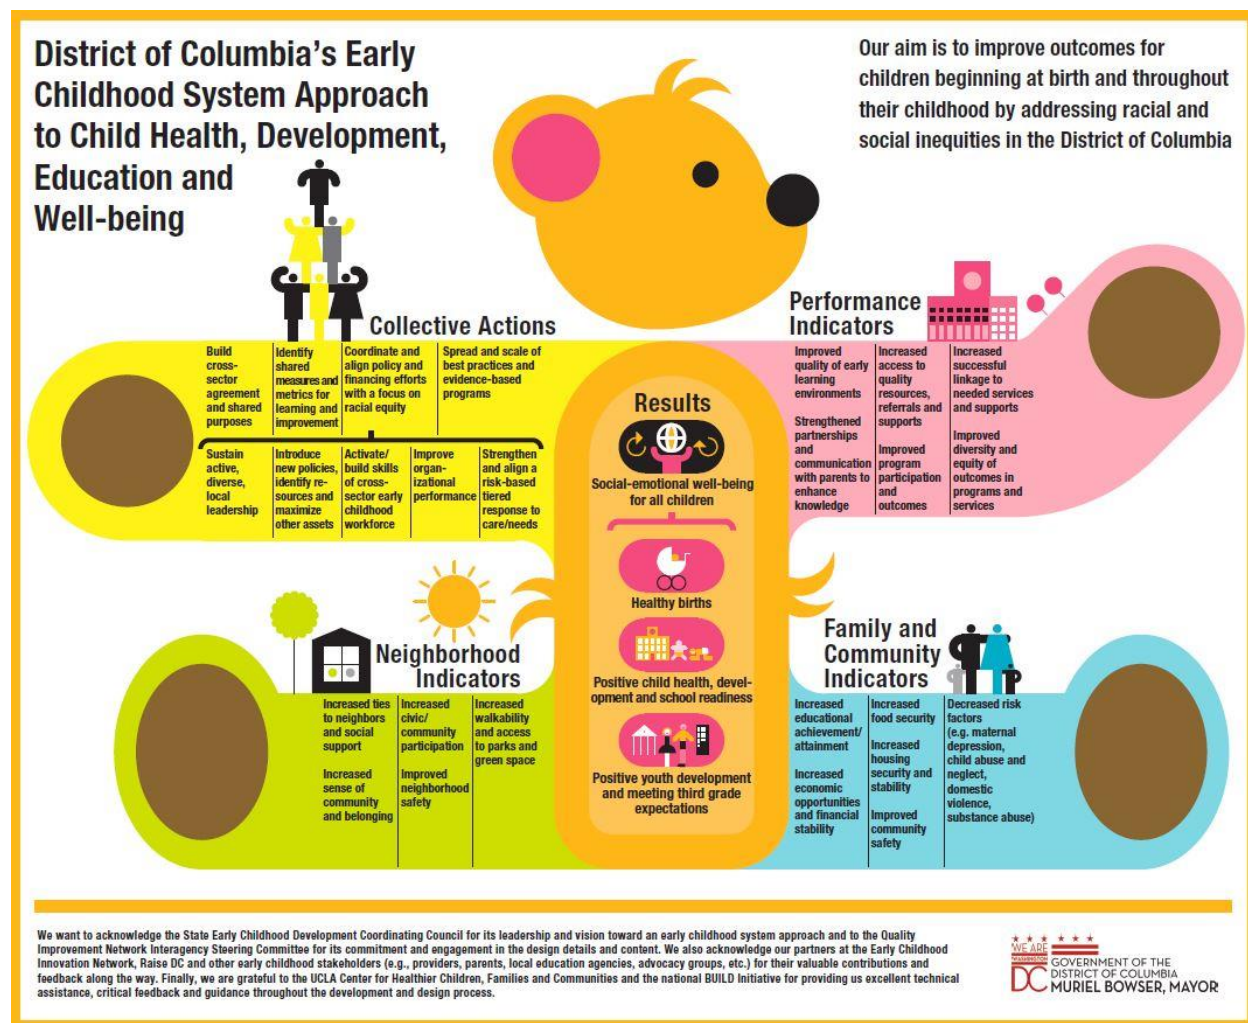 District of Columbia's Early
Childhood System Approach
to Child Health, Development,
Education and
Well-being
Our aim is to improve outcomes for
children beginning at birth and throughout
their childhood by addressing racial and
social inequities in the District of Columbia
Collective Actions
Build
cross-
sector
agreement
and shared
purposes
Identify
shared
measures and
metrics for
learning and
improvement
Coordinate and
align policy and
financing efforts
with a focus on
racial equity
Spread and scale of
best practices and
evidence-based
programs
Sustain
active,
diverse,
local
leadership
Introduce
new policies,
identify re-
sources and
maximize
other assets
Activate/
build skills
of cross-
sector early
childhood
workforce
Improve
organ-
izational
performance
Strengthen
and align a
risk-based
tiered
response to
care/needs
Performance
Indicators
Improved
quality of early
learning
environments
Strengthened
partnerships
and
communication
with parents to
enhance
knowledge
Increased
access to
quality
resources,
referrals and
supports
Improved
program
participation
and
outcomes
Increased
successful
linkage to
needed services
and supports
Improved
diversity and
equity of
outcomes in
programs and
services
Results
Social-emotional well-being
for all children
Healthy births
Positive child health, devel-
opment and school readiness
Positive youth development
and meeting third grade
expectations
Neighborhood
Indicators
Increased ties
to neighbors
and social
support
Increased
sense of
community
and belonging
Increased
civic/
community
participation
Improved
neighborhood
safety
Increased
walkability
and access
to parks and
green space
Family and
Community
Indicators
Increased
educational
achievement/
attainment
Increased
economic
opportunities
and financial
stability
Increased
food security
Increased
housing
security and
stability
Improved
community
safety
Decreased risk
factors
(e.g. maternal
depression,
child abuse and
neglect,
domestic
violence,
substance abuse)
We want to acknowledge the State Early Childhood Development Coordinating Council for its leadership and vision toward an early childhood system approach and to the Quality
Improvement Network Interagency Steering Committee for its commitment and engagement in the design details and content. We also acknowledge our partners at the Early Childhood
Innovation Network, Raise DC and other early childhood stakeholders (e.g., providers, parents, local education agencies, advocacy groups, etc.) for their valuable contributions and
feedback along the way. Finally, we are grateful to the UCLA Center for Healthier Children, Families and Communities and the national BUILD Initiative for providing us excellent technical
assistance, critical feedback and guidance throughout the development and design process.
WE ARE
WASHINGTON
DC
GOVERNMENT OF THE
DISTRICT OF COLUMBIA
MURIEL BOWSER, MAYOR